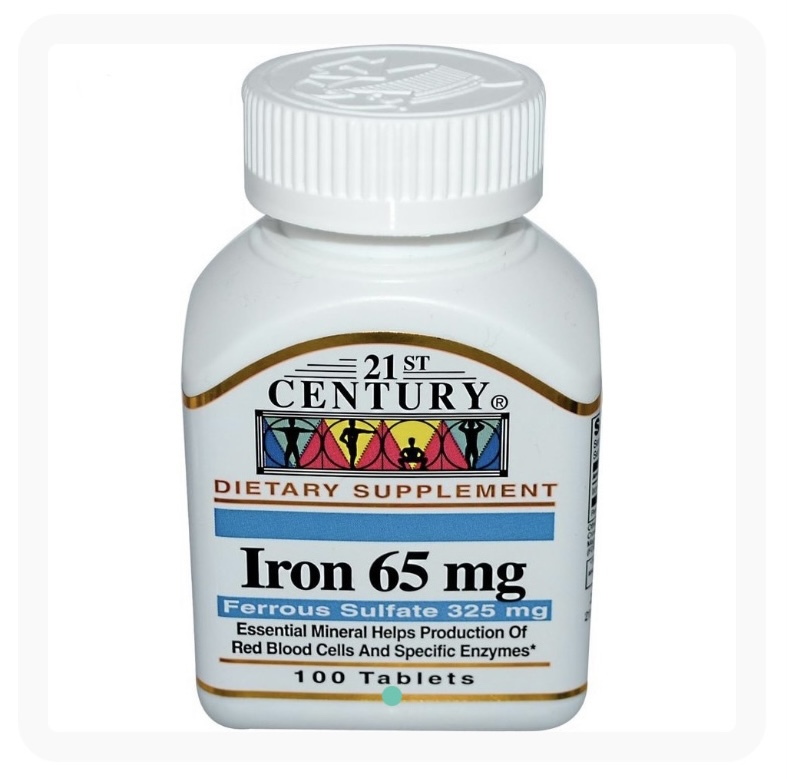 21ST
CENTURY®
DIETARY SUPPLEMENT
Iron 65 mg
Ferrous Sulfate 325 mg
Essential Mineral Helps Production Of
Red Blood Cells And Specific Enzymes*
100 Tablets